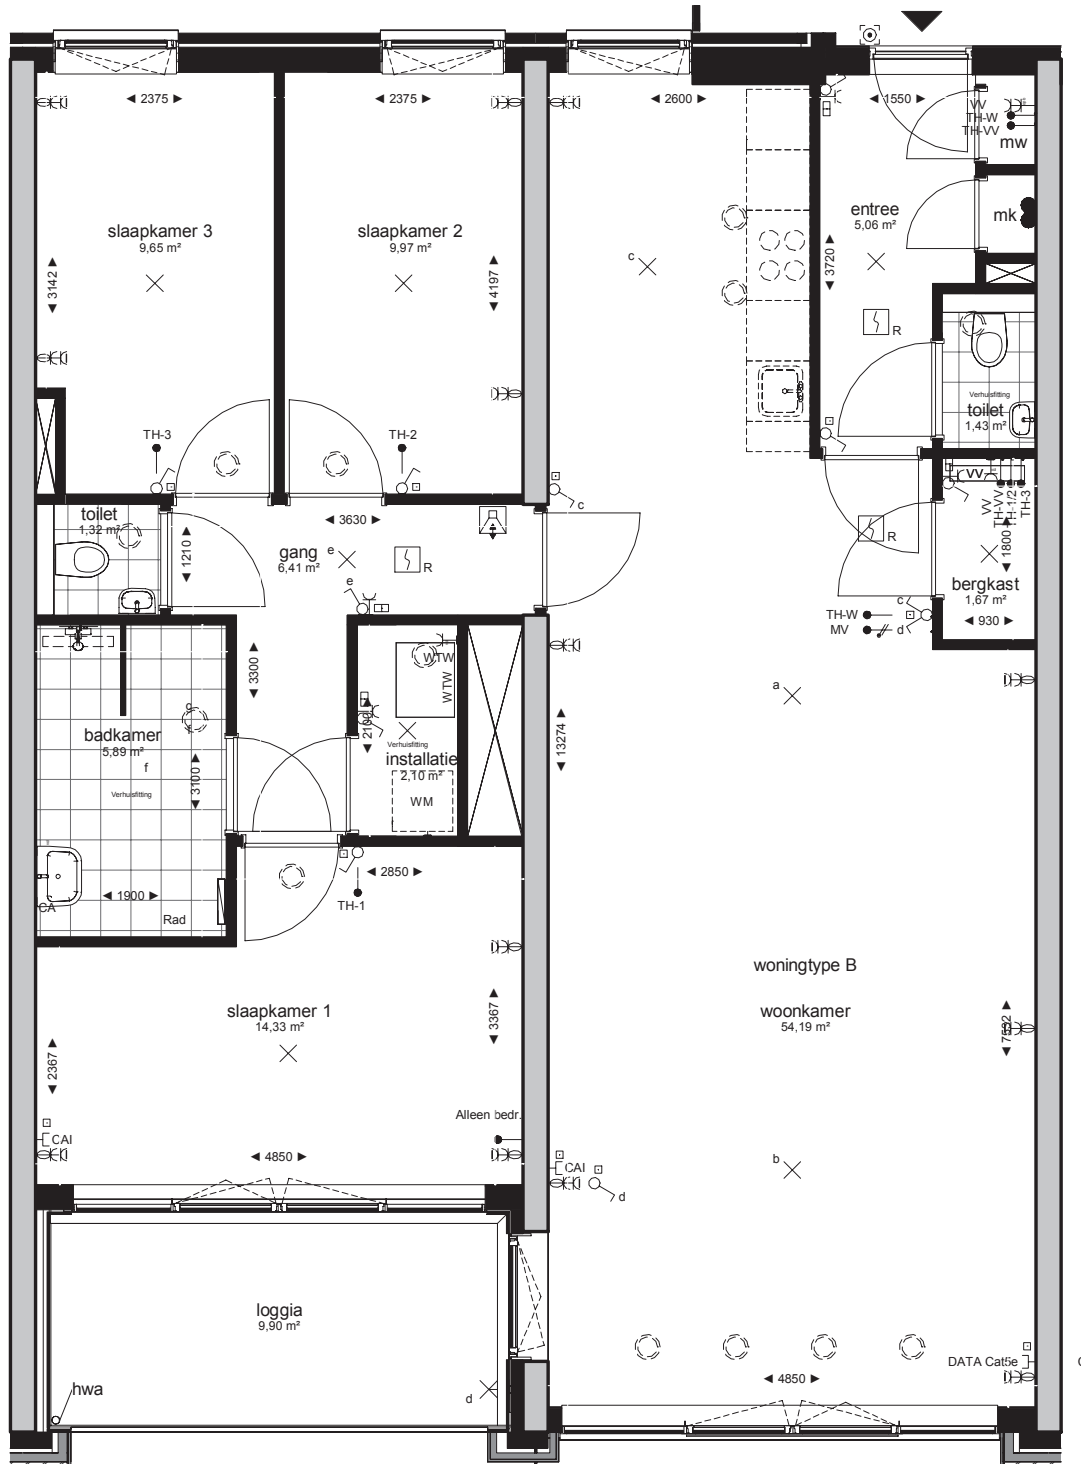 2375
2375
2600
1550
VV
TH-W
TH-VV
mw
slaapkamer 3
9,65 m²
slaapkamer 2
9,97 m²
entree
5,06 m²
mk
c
3142
4197
3720
R
Verhuisfitting
toilet
1,43 m²
TH-3
TH-2
VV
c
VV
TH-VV
TH-1/2
TH-3
toilet
1,32 m²
3630
1210
gang
6,41 m²
e
R
R
1800
bergkast
1,67 m²
930
e
c
TH-W
MV
d
3300
WTW
WTW
a
badkamer
5,89 m²
f
Verhuisfitting
3100
2100
Verhuisfitting
installatie
2,10 m²
WM
13274
1900
CA
Rad
2850
TH-1
woningtype B
slaapkamer 1
14,33 m²
woonkamer
54,19 m²
2367
3367
7532
Alleen bedr.
CAI
4850
CAI
b
d
loggia
9,90 m²
DATA Cat5e
4850
hwa
d